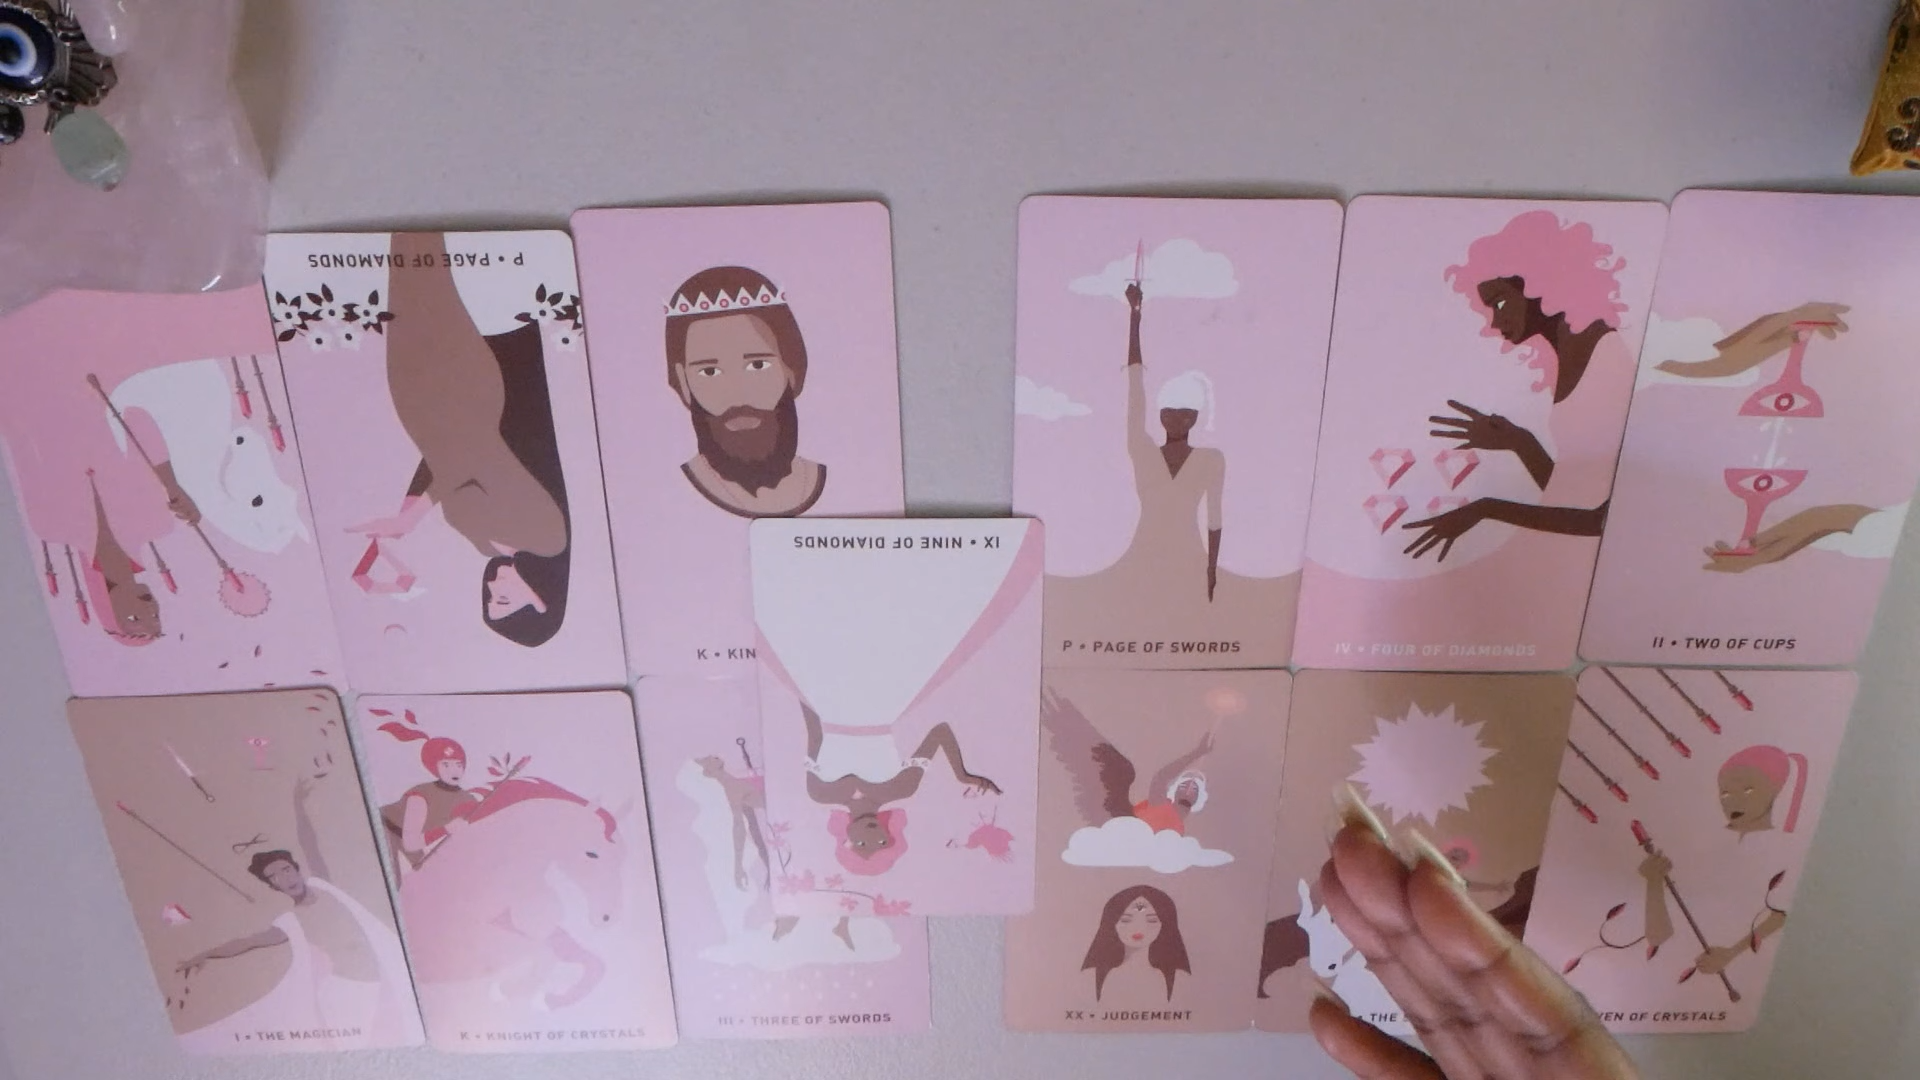 P • PAGE OF DIAMONDS
K • KIN
IX • NINE OF DIAMONDS
P • PAGE OF SWORDS
IV • FOUR OF DIAMONDS
II • TWO OF CUPS
I • THE MAGICIAN
K • KNIGHT OF CRYSTALS
III • THREE OF SWORDS
XX • JUDGEMENT
• THE
VEN OF CRYSTALS